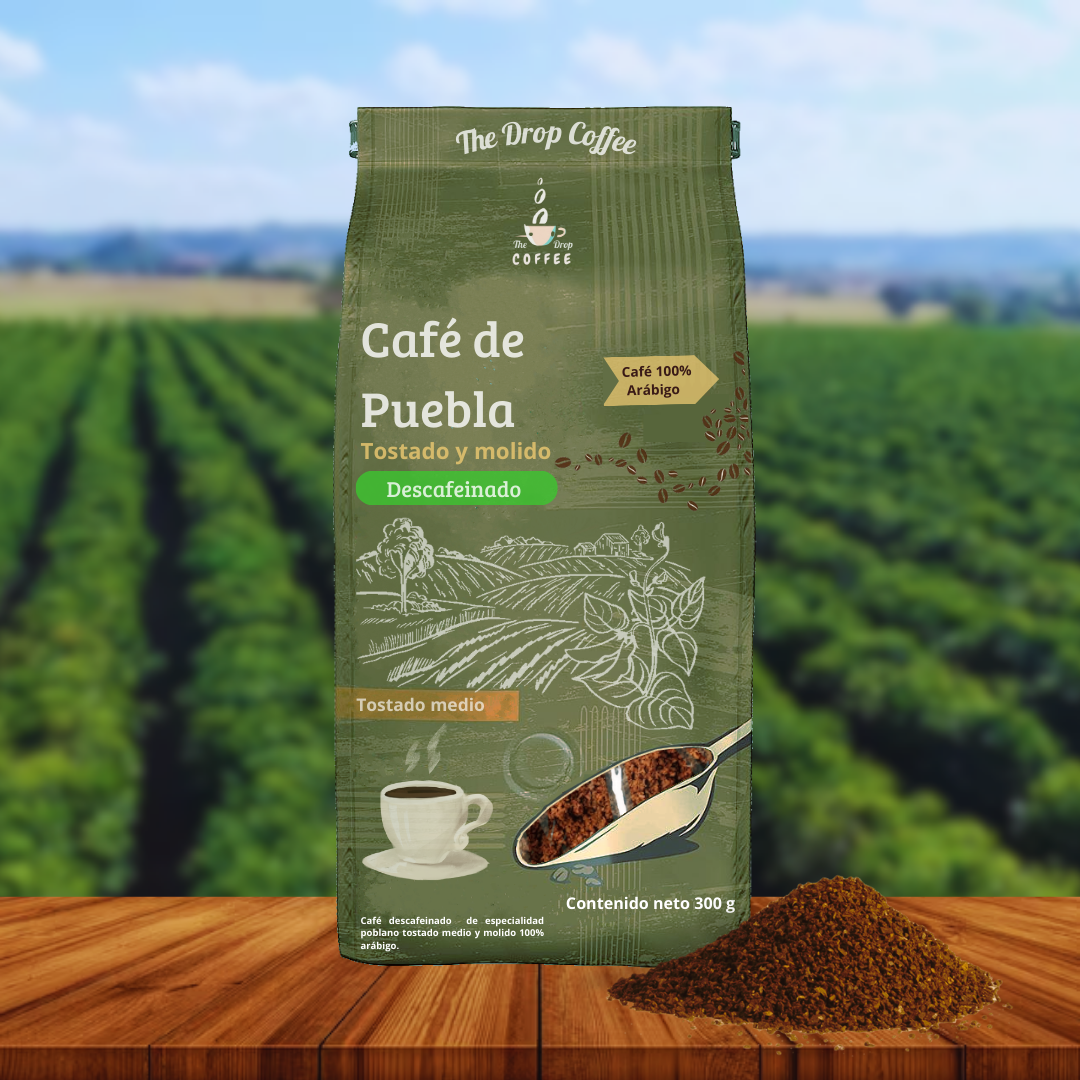 The Drop Coffee
The Drop
COFFEE
Café de
Puebla
Café 100%
Arábigo
Tostado y molido
Descafeinado
Tostado medio
Contenido neto 300 g
Café descafeinado de especialidad
poblano tostado medio y molido 100%
arábigo.